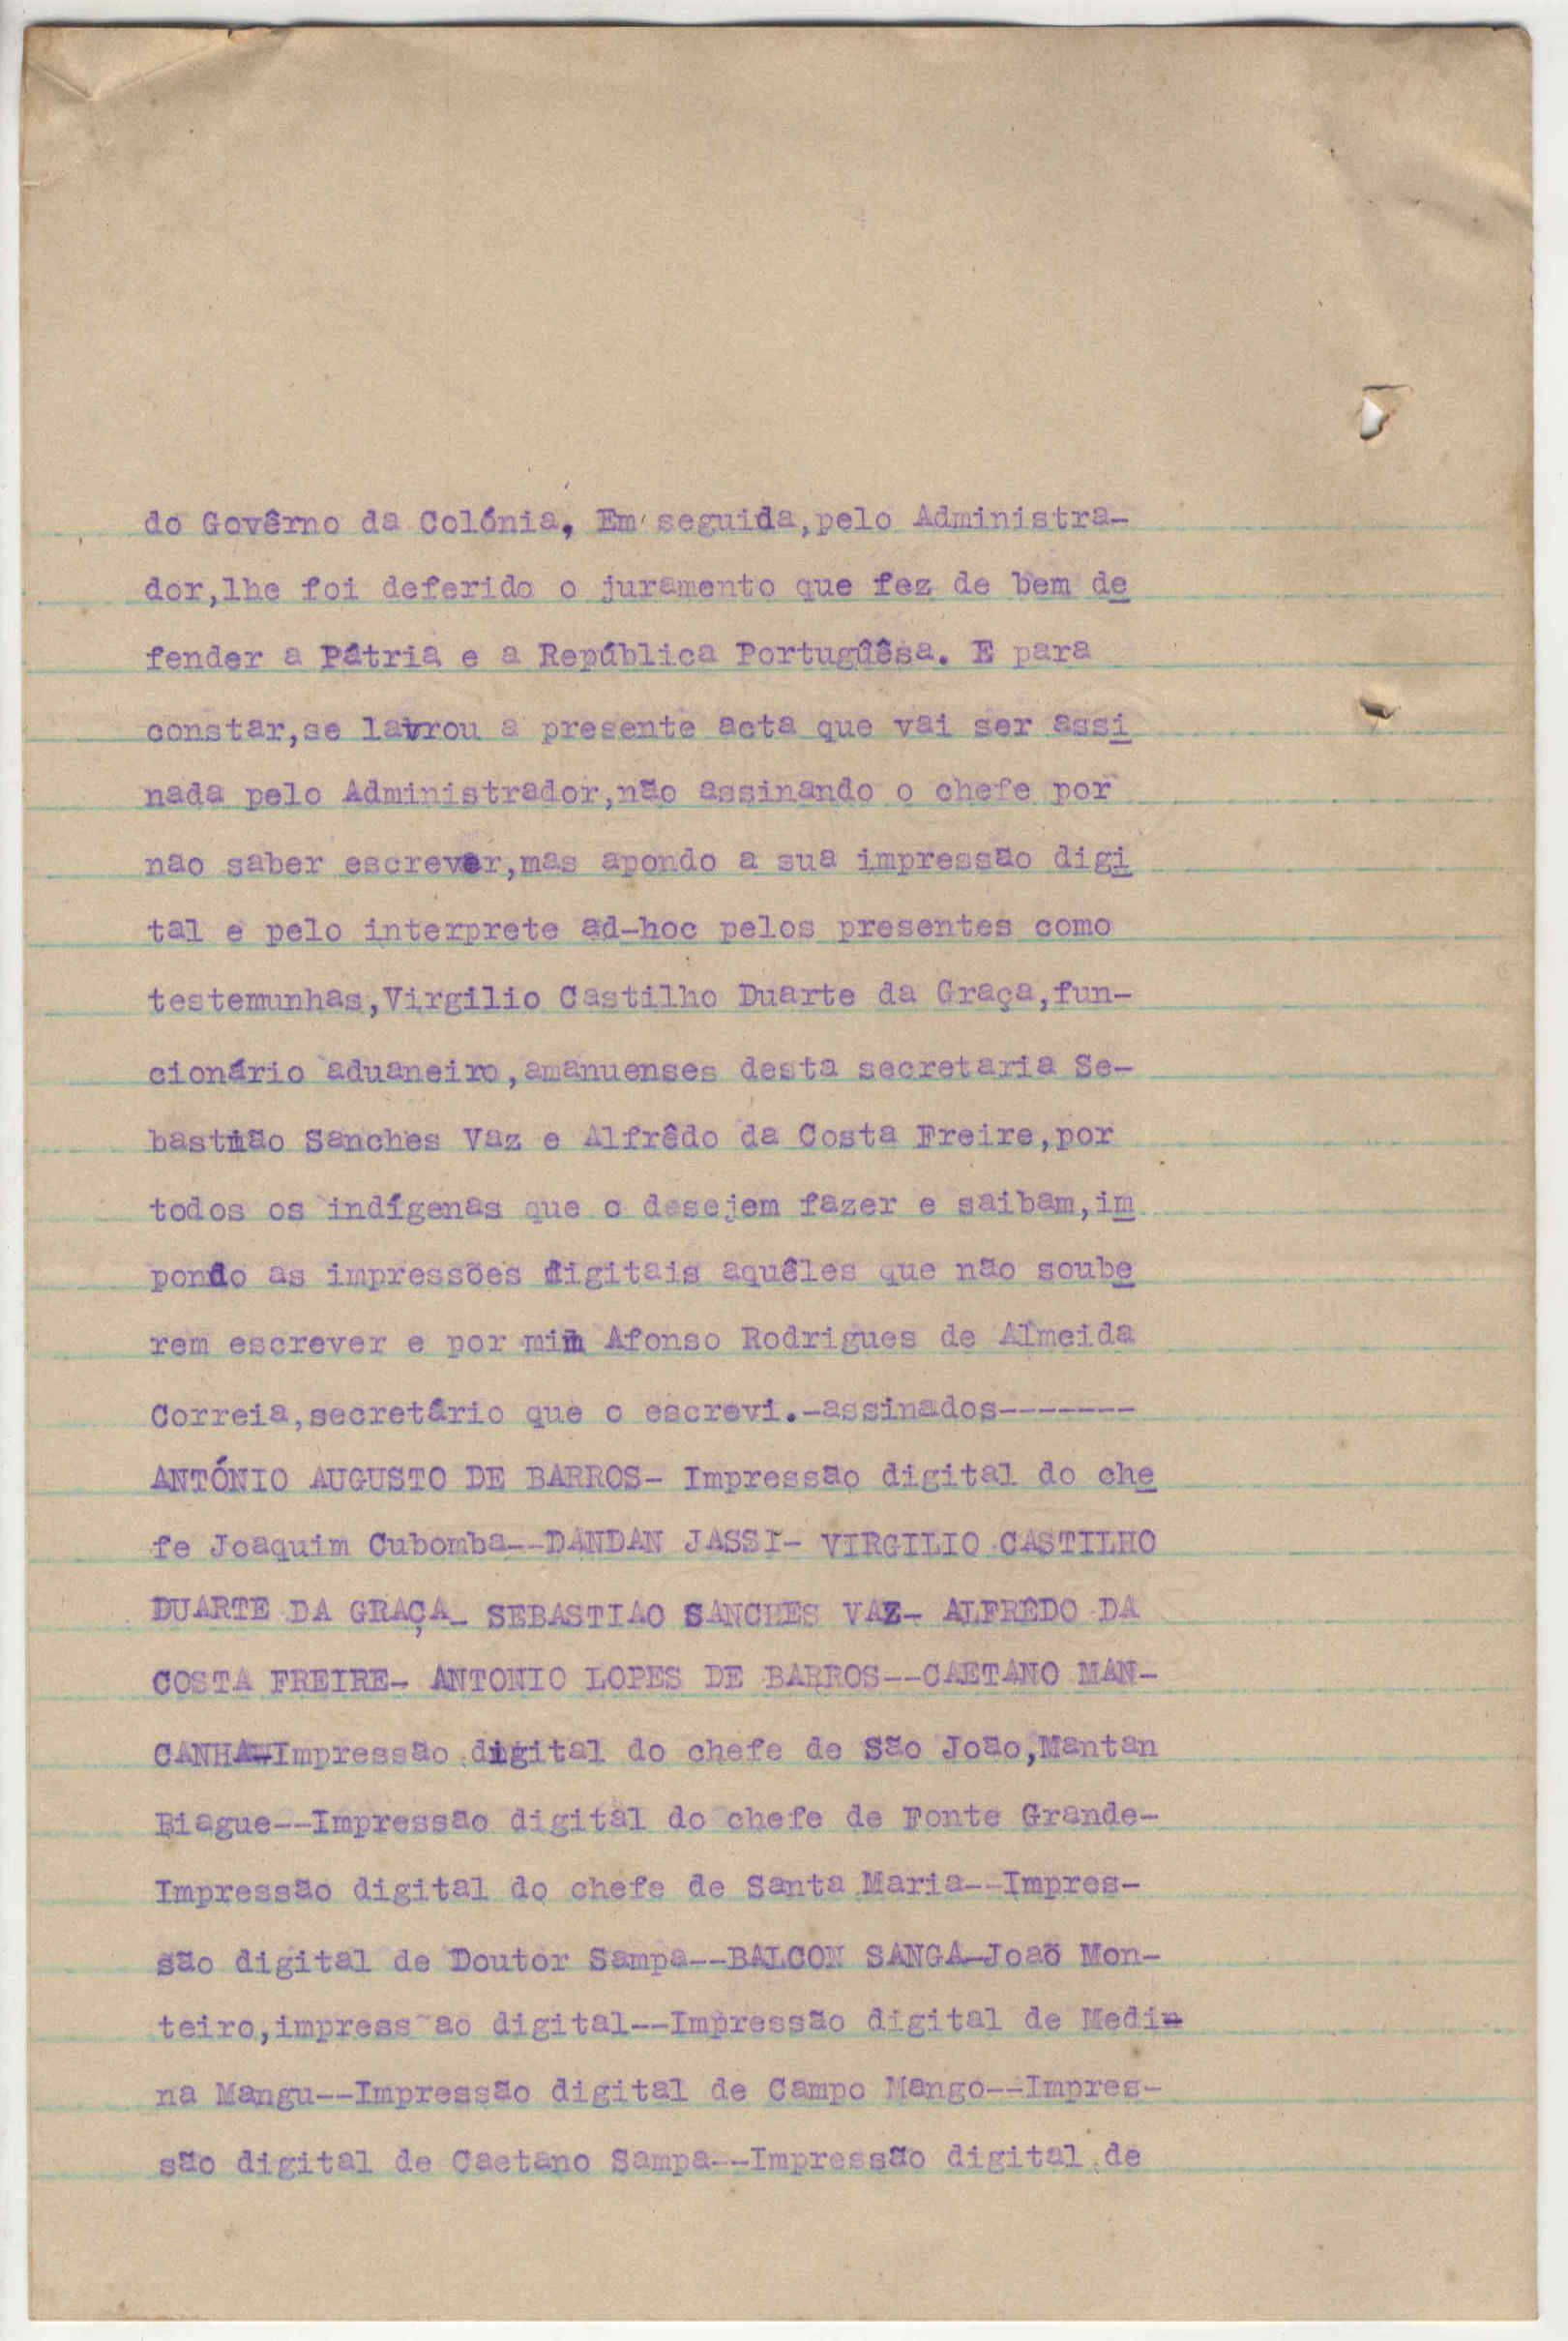 do Govêrno da Colónia, Em seguida,pelo Administra-
dor,lhe foi deferido o juramento que fez de bem de
fender a Pátria e a República Portugûêsa. E para
constar,se lavrou a presente acta que vai ser assi
nada pelo Administrador,não assinando o chefe por
nao saber escrever,mas apondo a sua impressão digi
tal e pelo interprete ad-hoc pelos presentes como
testemunhas,Virgilio Castilho Duarte da Graça,fun-
cionário aduaneiro,amanuenses desta secretaria Se-
bastião Sanches Vaz e Alfrêdo da Costa Freire,por
todos os indígenas que o desejem fazer e saibam,im
pondo as impressões digitais aquêles que não soube
rem escrever e por mim Afonso Rodrigues de Almeida
Correia,secretário que o escrevi.-assinados-------
ANTÓNIO AUGUSTO DE BARROS- Impressão digital do che
fe Joaquim Cubomba--DANDAN JASSI- VIRGILIO CASTILHO
DUARTE DA GRAÇA- SEBASTIAO SANCHES VAZ- ALFRÊDO DA
COSTA FREIRE- ANTONIO LOPES DE BARROS--CAETANO MAN-
CANHA-Impressão digital do chefe de São João,Mantan
Biague--Impressao digital do chefe de Fonte Grande-
Impressão digital do chefe de Santa Maria--Impres-
são digital de Doutor Sampa--BALCON SANGA-Joaõ Mon-
teiro,impress~ao digital--Impressão digital de Medi-
na Mangu--Impressão digital de Campo Mango--Impres-
são digital de Caetano Sampa--Impressão digital de